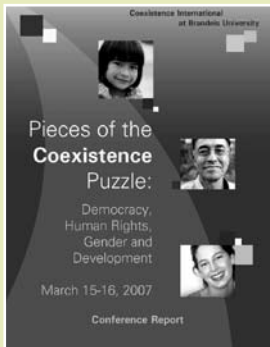 Coexistence International
at Brandeis University
Pieces of the
Coexistence
Puzzle:
Democracy,
Human Rights,
Gender and
Development
March 15-16, 2007
Conference Report